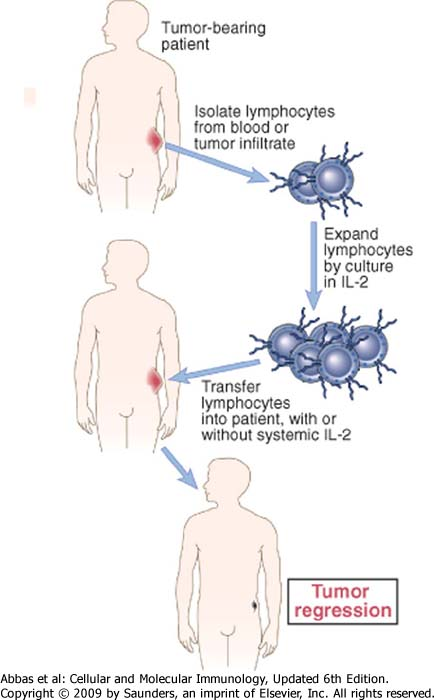 Tumor-bearing
patient
Isolate lymphocytes
from blood or
tumor infiltrate
Expand
lymphocytes
by culture
in IL-2
Transfer
lymphocytes
into patient, with or
without systemic IL-2
Tumor
regression
Abbas et al: Cellular and Molecular Immunology, Updated 6th Edition.
Copyright © 2009 by Saunders, an imprint of Elsevier, Inc. All rights reserved.